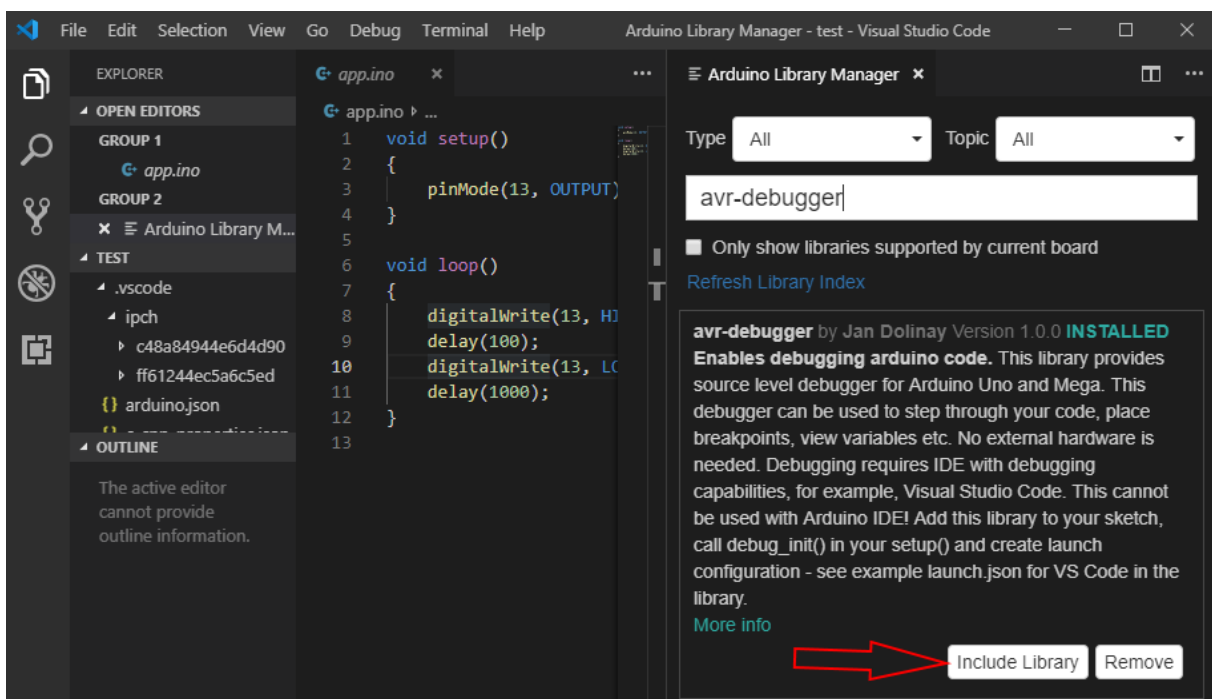 File Edit Selection View Go Debug Terminal Help Arduino Library Manager - test - Visual Studio Code
EXPLORER
OPEN EDITORS
GROUP 1
app.ino
GROUP 2
Arduino Library M...
TEST
.vscode
ipch
c48a84944e6d4d90
ff61244ec5a6c5ed
{} arduino.json
OUTLINE
The active editor
cannot provide
outline information.
app.ino
app.ino ...
1 void setup()
2 {
3 pinMode(13, OUTPUT)
4 }
5
6 void loop()
7 {
8 digitalWrite(13, HI
9 delay(100);
10 digitalWrite(13, LO
11 delay(1000);
12 }
13
Arduino Library Manager
Type All Topic All
avr-debugger
Only show libraries supported by current board
Refresh Library Index
avr-debugger by Jan Dolinay Version 1.0.0 INSTALLED
Enables debugging arduino code. This library provides
source level debugger for Arduino Uno and Mega. This
debugger can be used to step through your code, place
breakpoints, view variables etc. No external hardware is
needed. Debugging requires IDE with debugging
capabilities, for example, Visual Studio Code. This cannot
be used with Arduino IDE! Add this library to your sketch,
call debug_init() in your setup() and create launch
configuration - see example launch.json for VS Code in the
library.
More info
Include Library Remove